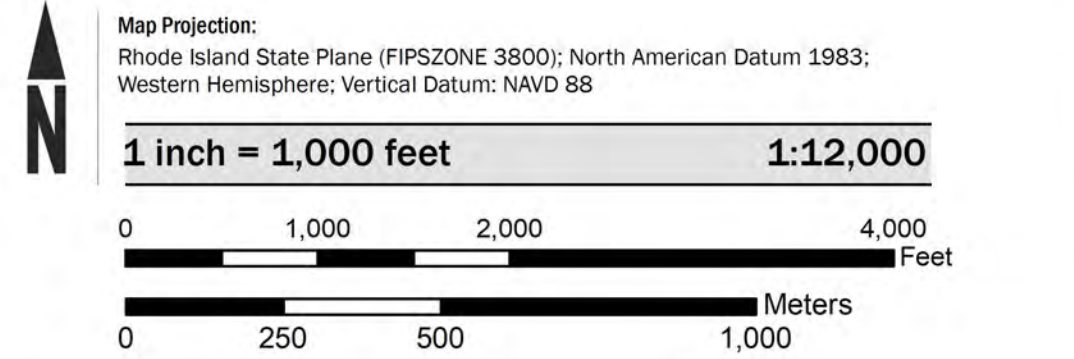 N
Map Projection:
Rhode Island State Plane (FIPSZONE 3800); North American Datum 1983;
Western Hemisphere; Vertical Datum: NAVD 88
1 inch = 1,000 feet 1:12,000
0 1,000 2,000 4,000
Feet
Meters
0 250 500 1,000